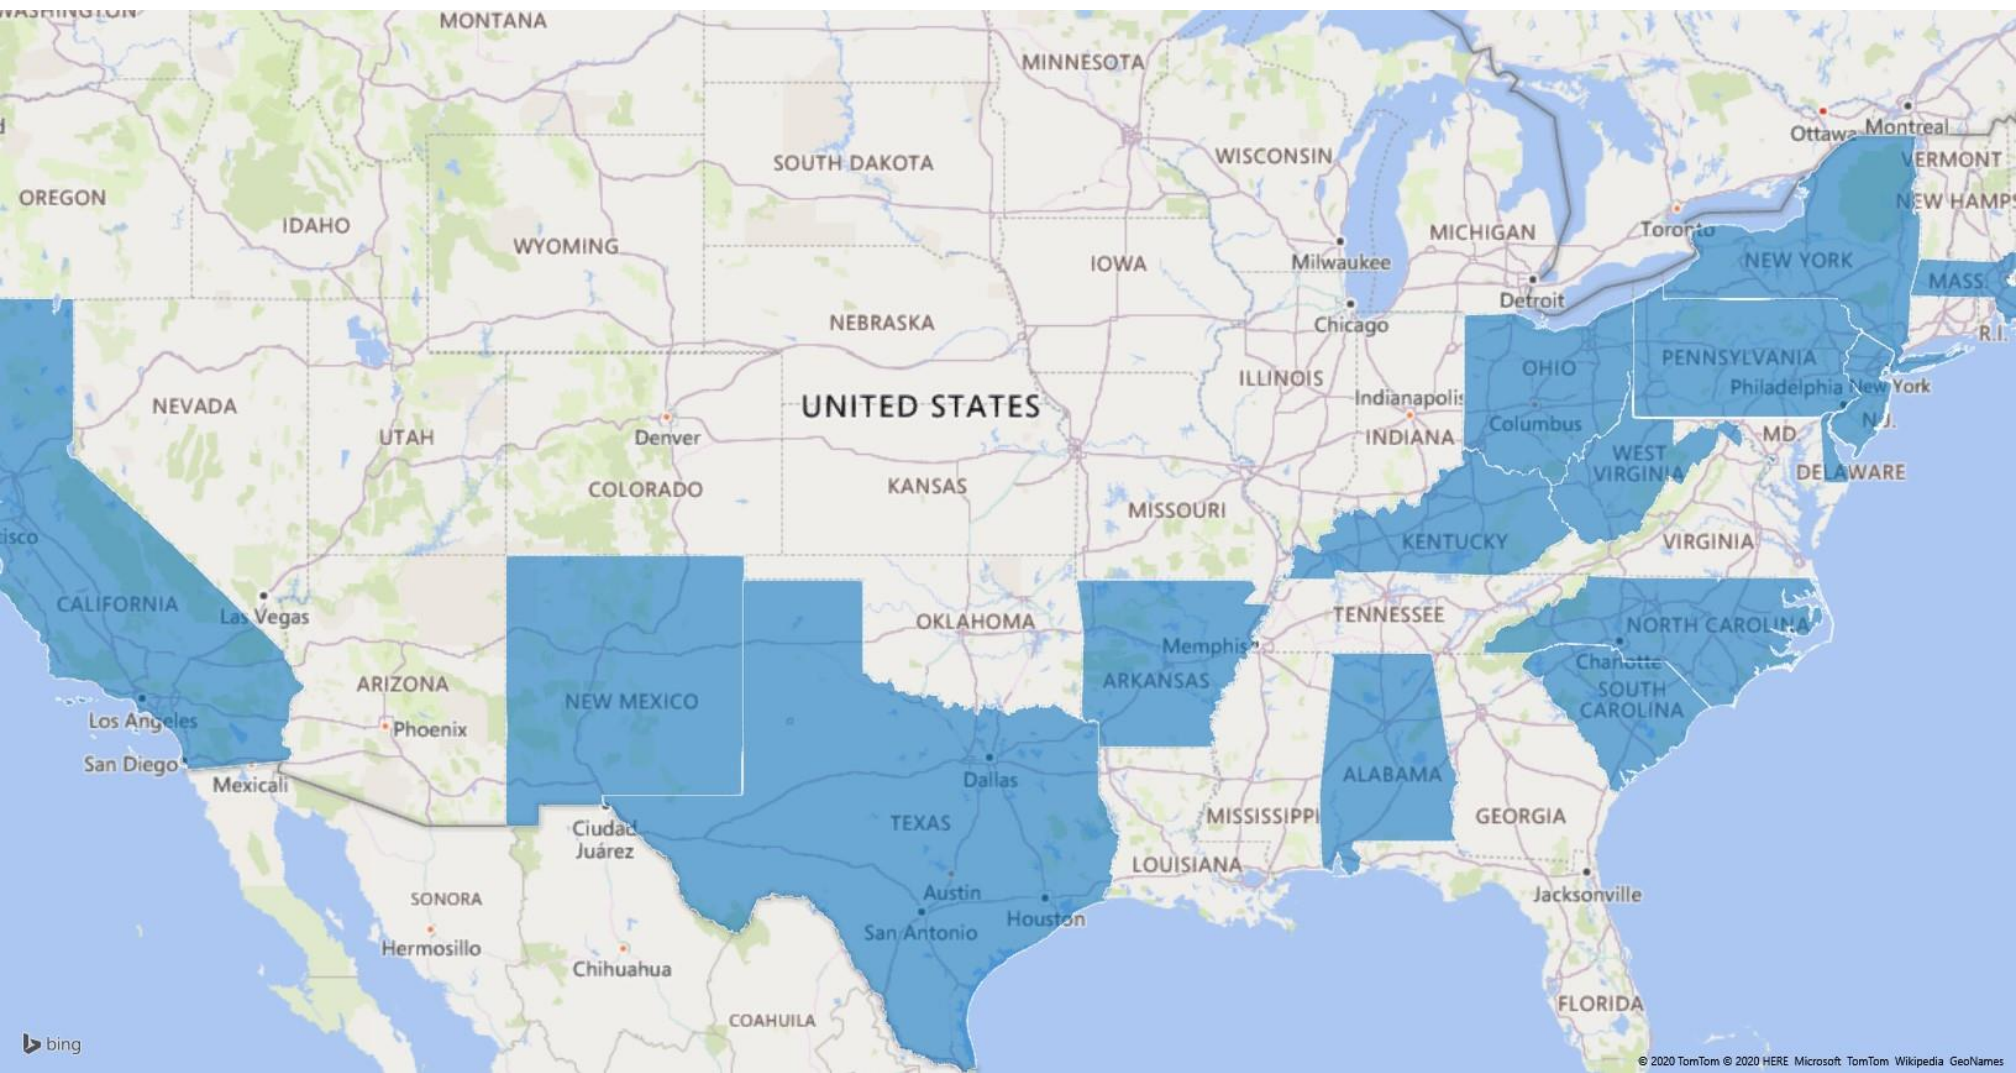 WASHINGTON
MONTANA
MINNESOTA
Ottawa
Montreal
SOUTH DAKOTA
WISCONSIN
VERMONT
OREGON
IDAHO
WYOMING
IOWA
MICHIGAN
Toronto
NEW HAMPS
Milwaukee
NEW YORK
MASS.
Detroit
NEBRASKA
Chicago
R.I.
OHIO
PENNSYLVANIA
Philadelphia
New York
NEVADA
UTAH
Denver
UNITED STATES
ILLINOIS
Indianapolis
INDIANA
Columbus
N.J.
MD.
COLORADO
KANSAS
MISSOURI
WEST
VIRGINIA
DELAWARE
isco
KENTUCKY
VIRGINIA
CALIFORNIA
Las Vegas
OKLAHOMA
Memphis
TENNESSEE
NORTH CAROLINA
Charlotte
ARIZONA
NEW MEXICO
ARKANSAS
SOUTH
CAROLINA
Los Angeles
Phoenix
San Diego
Mexicali
Dallas
ALABAMA
Ciudad
Juárez
TEXAS
MISSISSIPPI
GEORGIA
LOUISIANA
SONORA
Austin
Jacksonville
Hermosillo
San Antonio
Houston
Chihuahua
COAHUILA
FLORIDA
bing
© 2020 TomTom © 2020 HERE Microsoft TomTom Wikipedia GeoNames